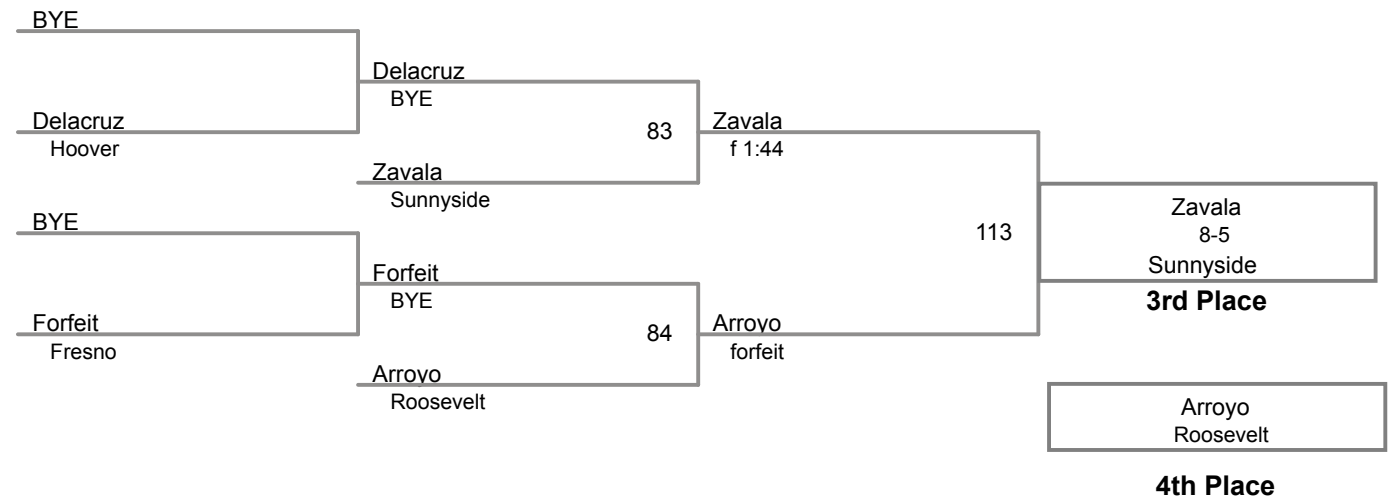 BYE
Delacruz
BYE
Delacruz
Hoover
83
Zavala
f 1:44
Zavala
Sunnyside
BYE
113
Zavala
8-5
Sunnyside
3rd Place
Forfeit
BYE
Forfeit
Fresno
84
Arroyo
forfeit
Arroyo
Roosevelt
Arroyo
Roosevelt
4th Place